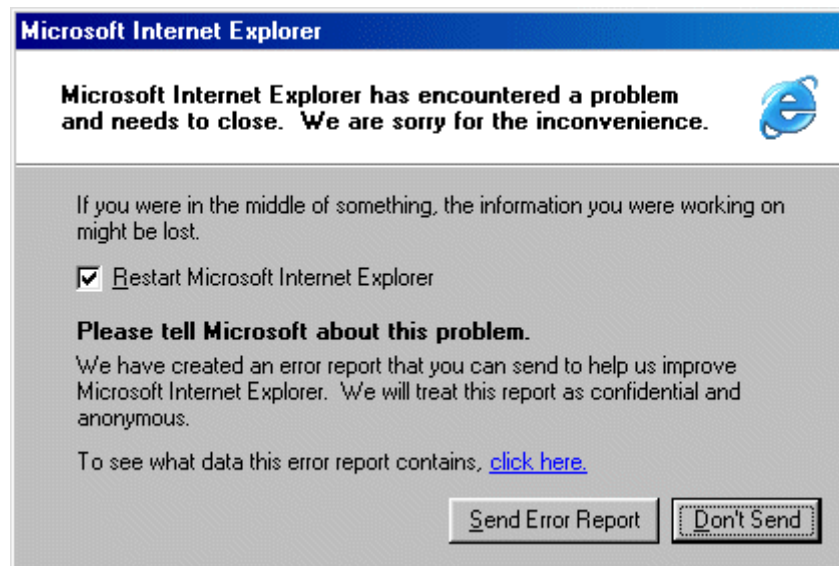 Microsoft Internet Explorer
Microsoft Internet Explorer has encountered a problem
and needs to close.  We are sorry for the inconvenience.
If you were in the middle of something, the information you were working on
might be lost.
Restart Microsoft Internet Explorer
Please tell Microsoft about this problem.
We have created an error report that you can send to help us improve
Microsoft Internet Explorer.  We will treat this report as confidential and
anonymous.
To see what data this error report contains, click here.
Send Error Report
Don't Send